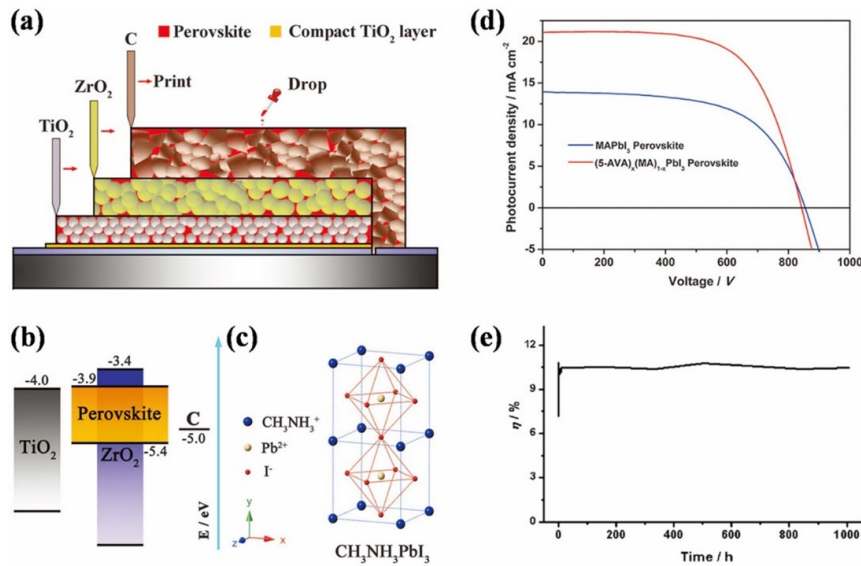 (a)
C
Perovskite
Compact TiO₂ layer
ZrO₂
Print
Drop
TiO₂
(b)
-3.4
-4.0
-3.9
Perovskite
C
TiO₂
-5.0
-5.4
ZrO₂
E / eV
(c)
CH₃NH₃⁺
Pb²⁺
I⁻
y
z
x
CH₃NH₃PbI₃
(d)
Photocurrent density / mA cm⁻²
25
20
15
10
5
0
-5
MAPbI₃ Perovskite
(5-AVA)ₓ(MA)₁₋ₓPbI₃ Perovskite
0 200 400 600 800 1000
Voltage / V
(e)
η / %
15
12
9
6
3
0
0 200 400 600 800 1000
Time / h